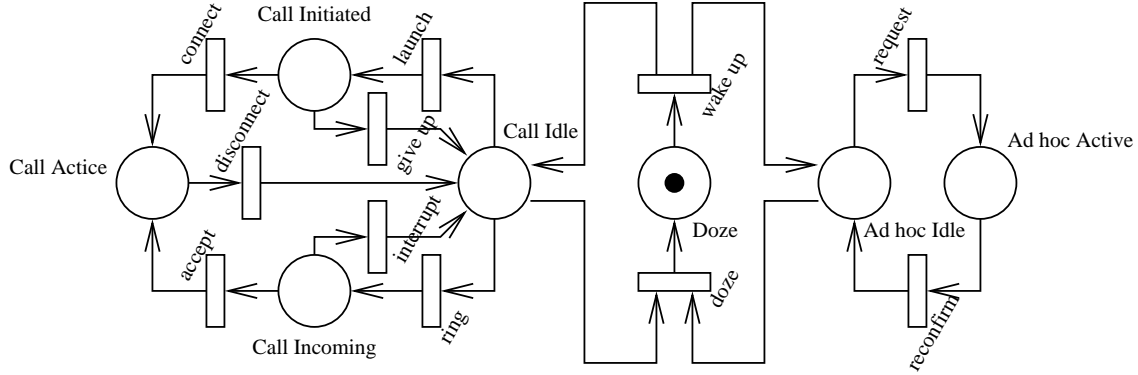 Call Initiated
connect
launch
request
wake up
disconnect
give up
Call Idle
Call Actice
Ad hoc Active
Doze
Ad hoc Idle
accept
interrupt
doze
ring
reconfirm
Call Incoming